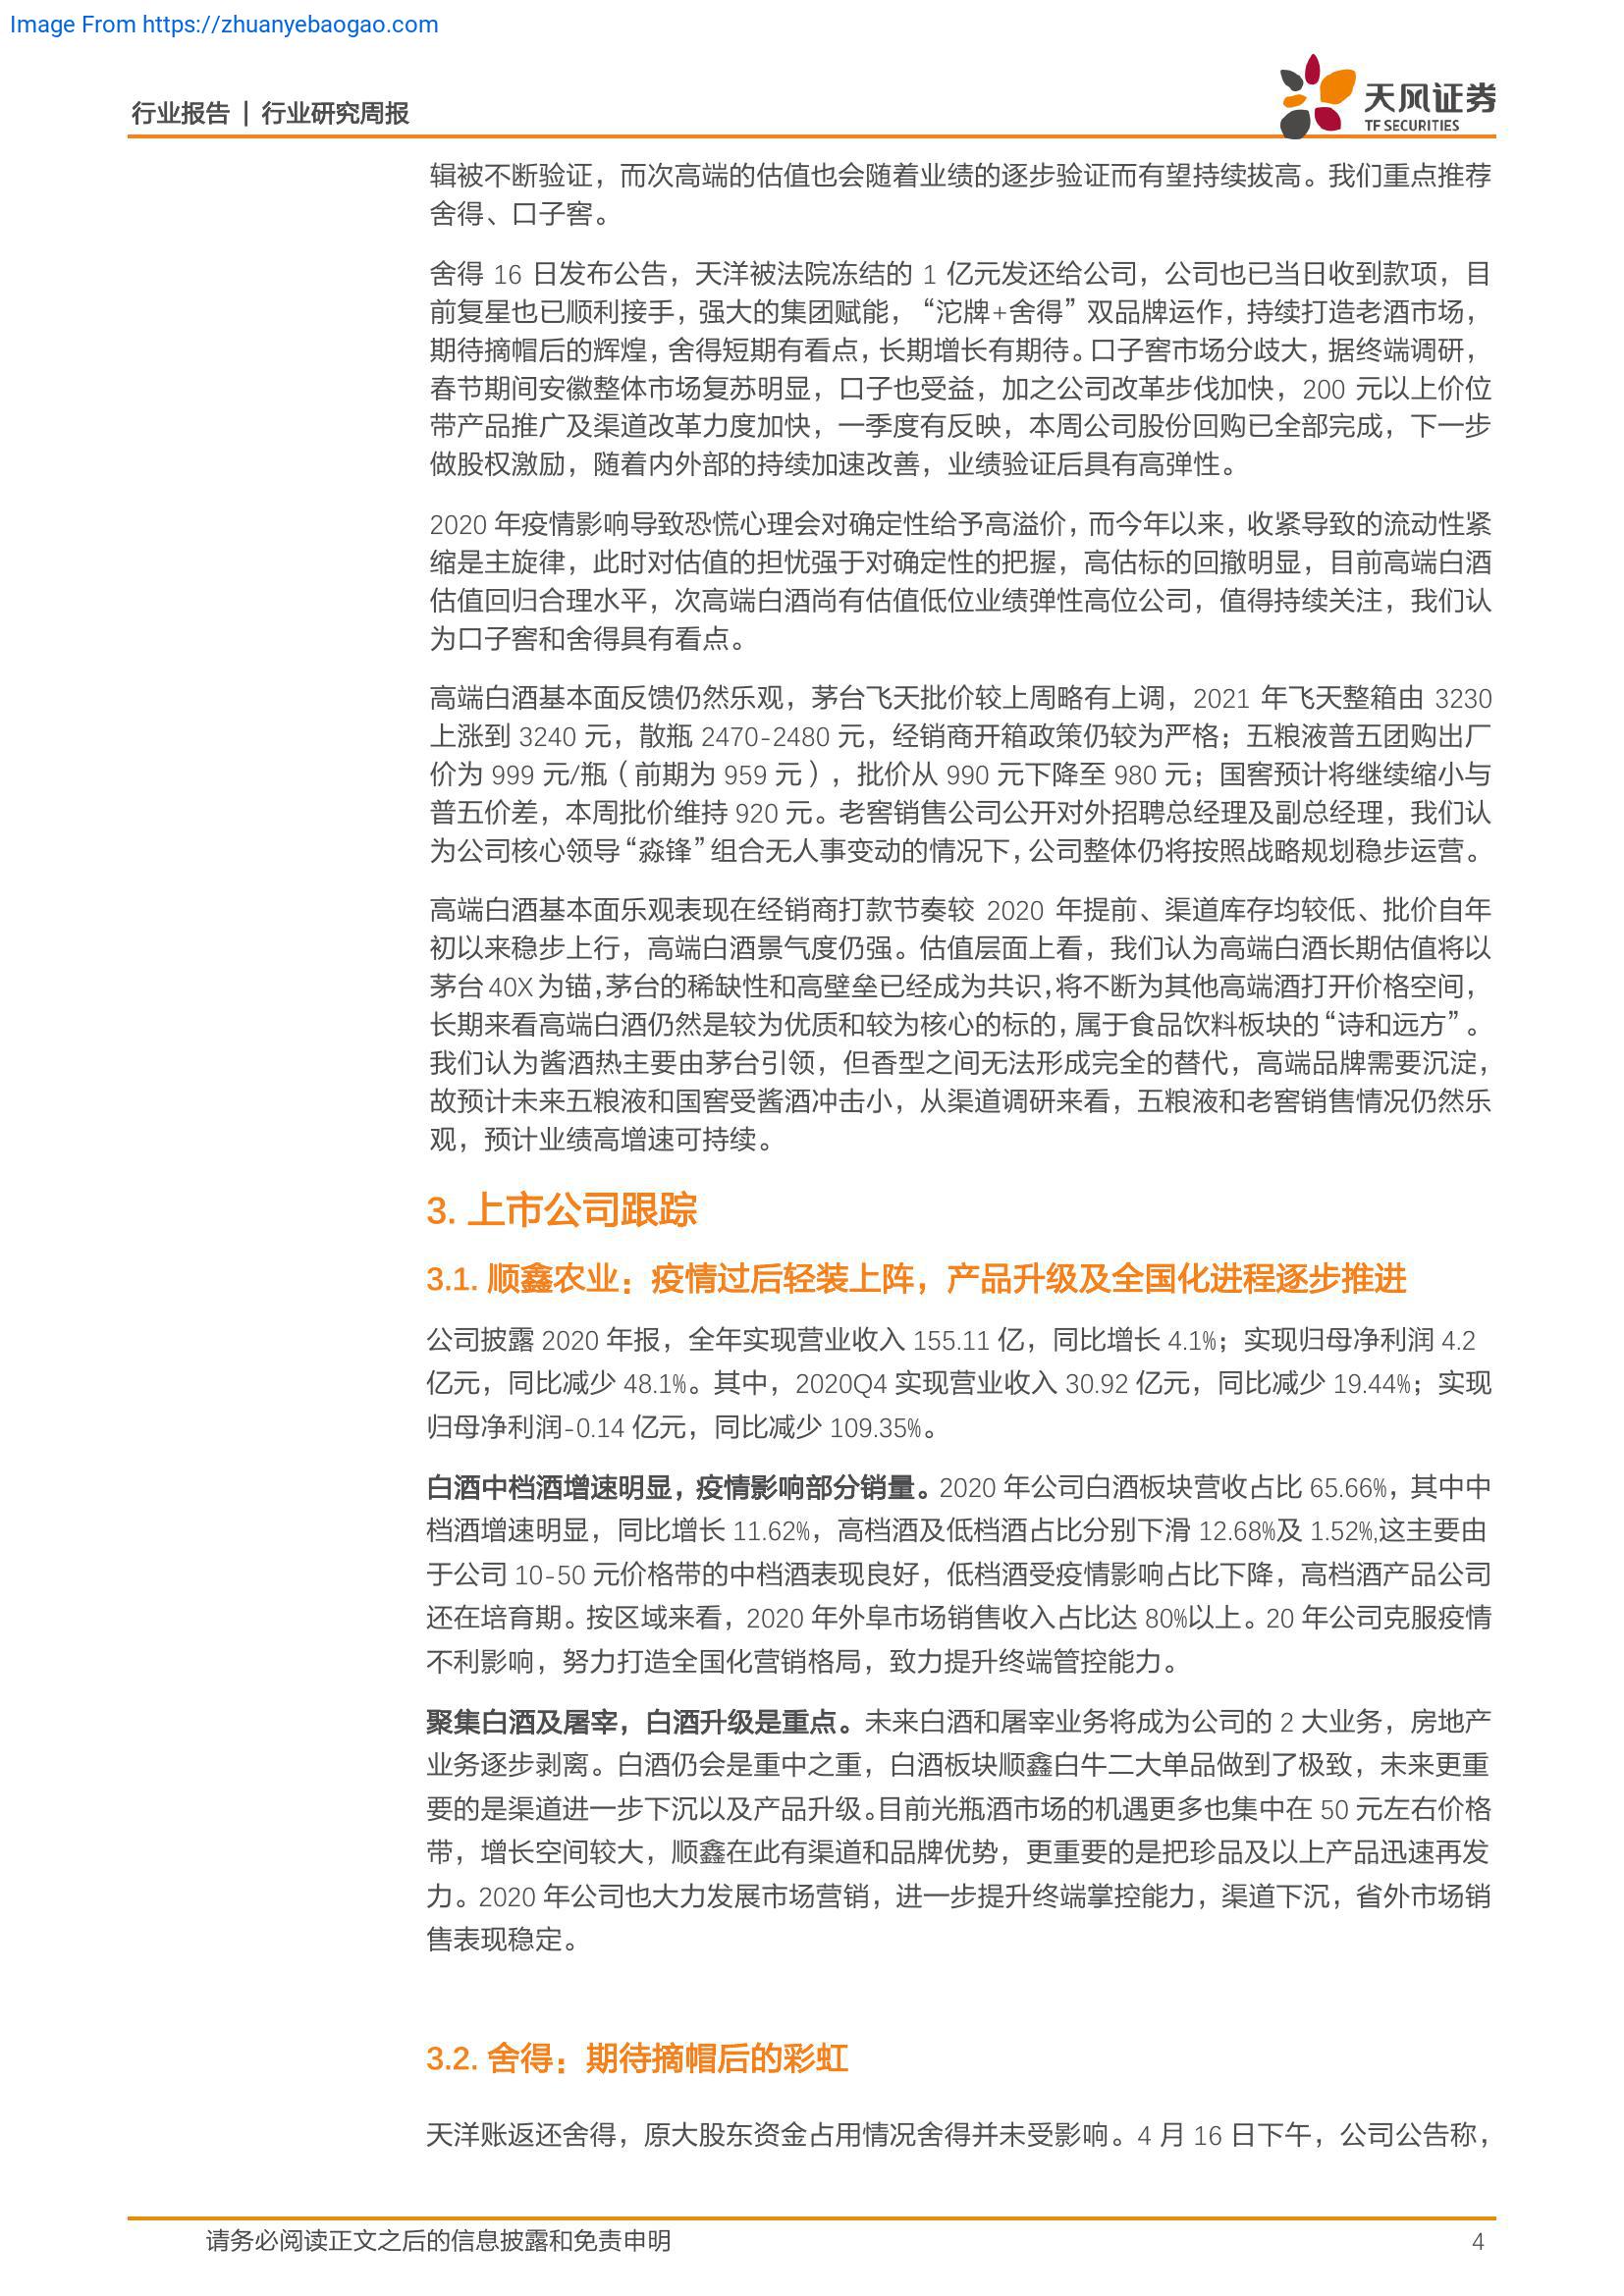 Image From https://zhuanyebaogao.com
行业报告 | 行业研究周报
天风证券
TF SECURITIES
辑被不断验证，而次高端的估值也会随着业绩的逐步验证而有望持续拔高。我们重点推荐
舍得、口子窖。
舍得 16 日发布公告，天洋被法院冻结的 1 亿元发还给公司，公司也已当日收到款项，目
前复星也已顺利接手，强大的集团赋能，“沱牌+舍得”双品牌运作，持续打造老酒市场，
期待摘帽后的辉煌，舍得短期有看点，长期增长有期待。口子窖市场分歧大，据终端调研，
春节期间安徽整体市场复苏明显，口子也受益，加之公司改革步伐加快，200 元以上价位
带产品推广及渠道改革力度加快，一季度有反映，本周公司股份回购已全部完成，下一步
做股权激励，随着内外部的持续加速改善，业绩验证后具有高弹性。
2020 年疫情影响导致恐慌心理会对确定性给予高溢价，而今年以来，收紧导致的流动性紧
缩是主旋律，此时对估值的担忧强于对确定性的把握，高估标的回撤明显，目前高端白酒
估值回归合理水平，次高端白酒尚有估值低位业绩弹性高位公司，值得持续关注，我们认
为口子窖和舍得具有看点。
高端白酒基本面反馈仍然乐观，茅台飞天批价较上周略有上调，2021 年飞天整箱由 3230
上涨到 3240 元，散瓶 2470-2480 元，经销商开箱政策仍较为严格；五粮液普五团购出厂
价为 999 元/瓶（前期为 959 元），批价从 990 元下降至 980 元；国窖预计将继续缩小与
普五价差，本周批价维持 920 元。老窖销售公司公开对外招聘总经理及副总经理，我们认
为公司核心领导“淼锋”组合无人事变动的情况下，公司整体仍将按照战略规划稳步运营。
高端白酒基本面乐观表现在经销商打款节奏较 2020 年提前、渠道库存均较低、批价自年
初以来稳步上行，高端白酒景气度仍强。估值层面上看，我们认为高端白酒长期估值将以
茅台 40X 为锚，茅台的稀缺性和高壁垒已经成为共识，将不断为其他高端酒打开价格空间，
长期来看高端白酒仍然是较为优质和较为核心的标的，属于食品饮料板块的“诗和远方”。
我们认为酱酒热主要由茅台引领，但香型之间无法形成完全的替代，高端品牌需要沉淀，
故预计未来五粮液和国窖受酱酒冲击小，从渠道调研来看，五粮液和老窖销售情况仍然乐
观，预计业绩高增速可持续。
3. 上市公司跟踪
3.1. 顺鑫农业：疫情过后轻装上阵，产品升级及全国化进程逐步推进
公司披露 2020 年报，全年实现营业收入 155.11 亿，同比增长 4.1%；实现归母净利润 4.2
亿元，同比减少 48.1%。其中，2020Q4 实现营业收入 30.92 亿元，同比减少 19.44%；实现
归母净利润-0.14 亿元，同比减少 109.35%。
白酒中档酒增速明显，疫情影响部分销量。2020 年公司白酒板块营收占比 65.66%，其中中
档酒增速明显，同比增长 11.62%，高档酒及低档酒占比分别下滑 12.68%及 1.52%,这主要由
于公司 10-50 元价格带的中档酒表现良好，低档酒受疫情影响占比下降，高档酒产品公司
还在培育期。按区域来看，2020 年外阜市场销售收入占比达 80%以上。20 年公司克服疫情
不利影响，努力打造全国化营销格局，致力提升终端管控能力。
聚集白酒及屠宰，白酒升级是重点。未来白酒和屠宰业务将成为公司的 2 大业务，房地产
业务逐步剥离。白酒仍会是重中之重，白酒板块顺鑫白牛二大单品做到了极致，未来更重
要的是渠道进一步下沉以及产品升级。目前光瓶酒市场的机遇更多也集中在 50 元左右价格
带，增长空间较大，顺鑫在此有渠道和品牌优势，更重要的是把珍品及以上产品迅速再发
力。2020 年公司也大力发展市场营销，进一步提升终端掌控能力，渠道下沉，省外市场销
售表现稳定。
3.2. 舍得：期待摘帽后的彩虹
天洋账返还舍得，原大股东资金占用情况舍得并未受影响。4 月 16 日下午，公司公告称，
请务必阅读正文之后的信息披露和免责申明
4